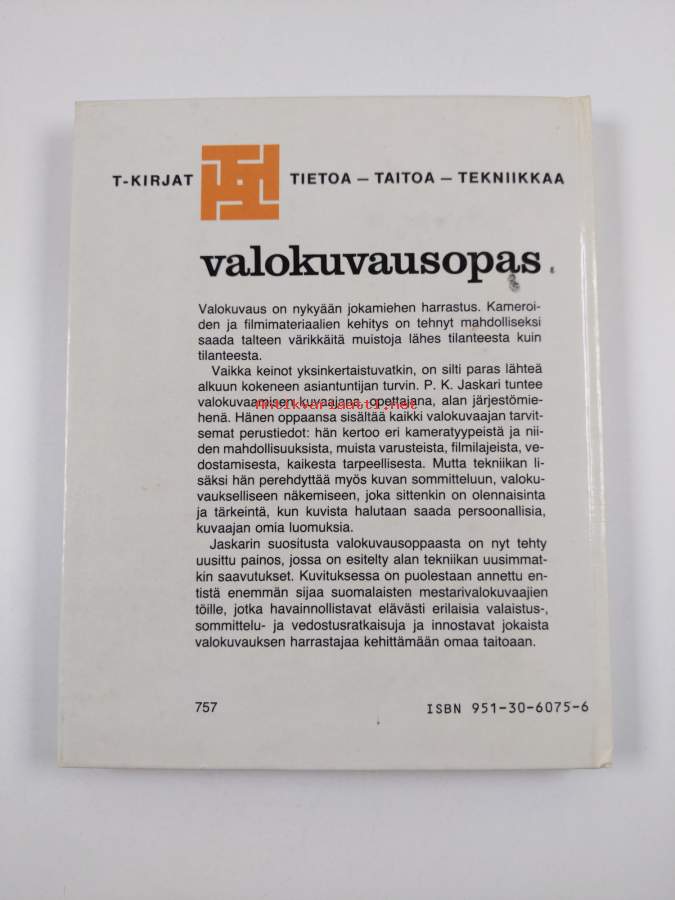 T-KIRJAT TIETOA — TAITOA — TEKNIIKKAA
valokuvausopas
Valokuvaus on nykyään jokamiehen harrastus. Kameroi-
den ja filmimateriaalien kehitys on tehnyt mahdolliseksi
saada talteen värikkäitä muistoja lähes tilanteesta kuin
tilanteesta.
Vaikka keinot yksinkertaistuvatkin, on silti paras lähteä
alkuun kokeneen asiantuntijan turvin. P. K. Jaskari tuntee
valokuvaamisen kuvaajana, opettajana, alan järjestömie-
Antikvariaatti.net
henä. Hänen oppaansa sisältää kaikki valokuvaajan tarvit-
semat perustiedot: hän kertoo eri kameratyypeistä ja nii-
den mahdollisuuksista, muista varusteista, filmilajeista, ve-
dostamisesta, kaikesta tarpeellisesta. Mutta tekniikan li-
säksi hän perehdyttää myös kuvan sommitteluun, valoku-
vaukselliseen näkemiseen, joka sittenkin on olennaisinta
ja tärkeintä, kun kuvista halutaan saada persoonallisia,
kuvaajan omia luomuksia.
Jaskarin suositusta valokuvausoppaasta on nyt tehty
uusittu painos, jossa on esitelty alan tekniikan uusimmat-
kin saavutukset. Kuvituksessa on puolestaan annettu en-
tistä enemmän sijaa suomalaisten mestarivalokuvaajien
töille, jotka havainnollistavat elävästi erilaisia valaistus-,
sommittelu- ja vedostusratkaisuja ja innostavat jokaista
valokuvauksen harrastajaa kehittämään omaa taitoaan.
757 ISBN 951-30-6075-6